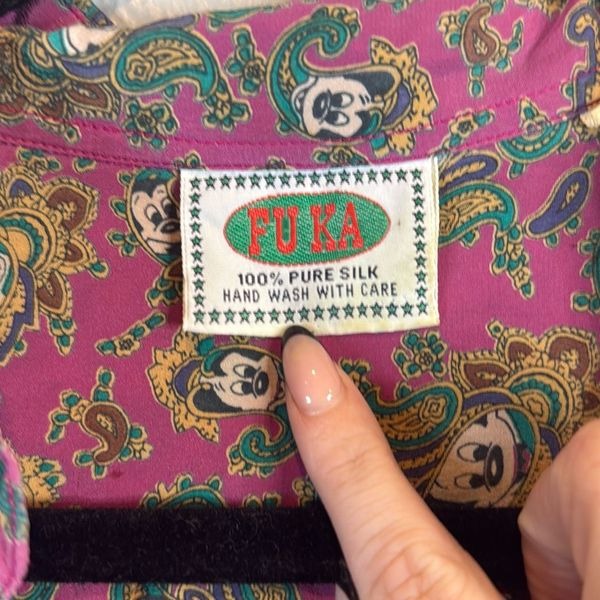 FU KA
100% PURE SILK
HAND WASH WITH CARE